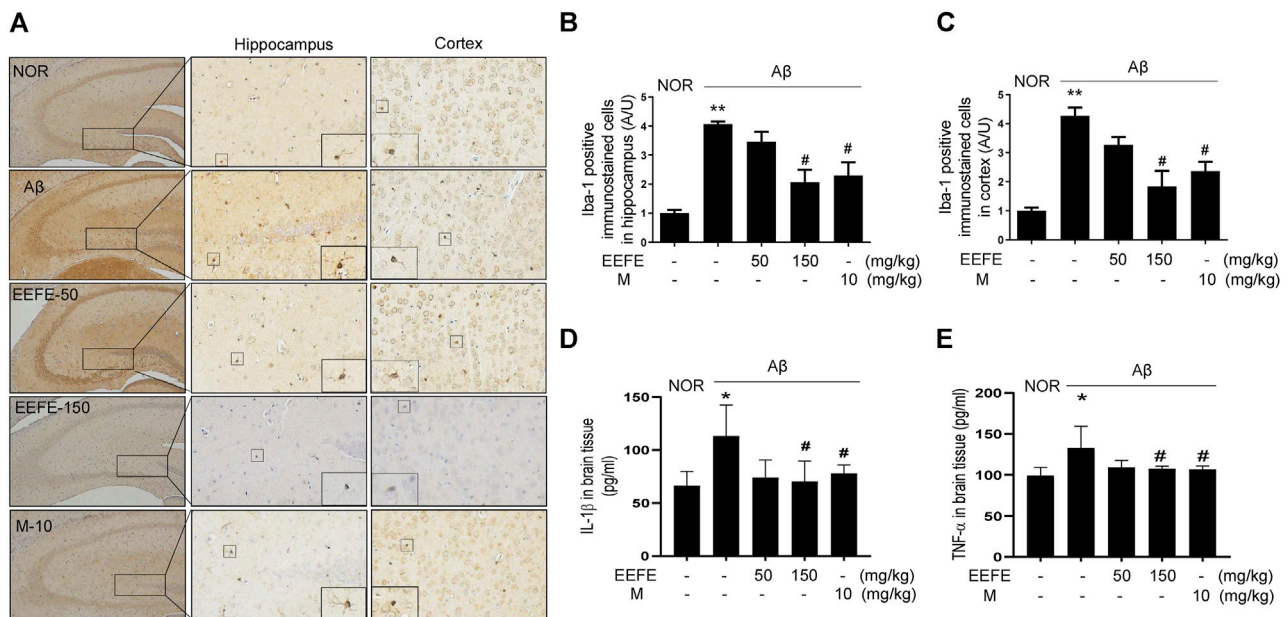 A
Hippocampus
Cortex
NOR
Aβ
EEFE-50
EEFE-150
M-10
B
Aβ
NOR
Iba-1 positive
immunostained cells
in hippocampus (A/U)
5
4
3
2
1
0
**
#
#
EEFE - - 50 150 - (mg/kg)
M - - - - 10 (mg/kg)
C
Aβ
NOR
Iba-1 positive
immunostained cells
in cortex (A/U)
5
4
3
2
1
0
**
#
#
EEFE - - 50 150 - (mg/kg)
M - - - - 10 (mg/kg)
D
Aβ
NOR
IL-1β in brain tissue
(pg/ml)
150
100
50
0
*
#
#
EEFE - - 50 150 - (mg/kg)
M - - - - 10 (mg/kg)
E
Aβ
NOR
TNF-α in brain tissue (pg/ml)
200
150
100
50
0
*
#
#
EEFE - - 50 150 - (mg/kg)
M - - - - 10 (mg/kg)